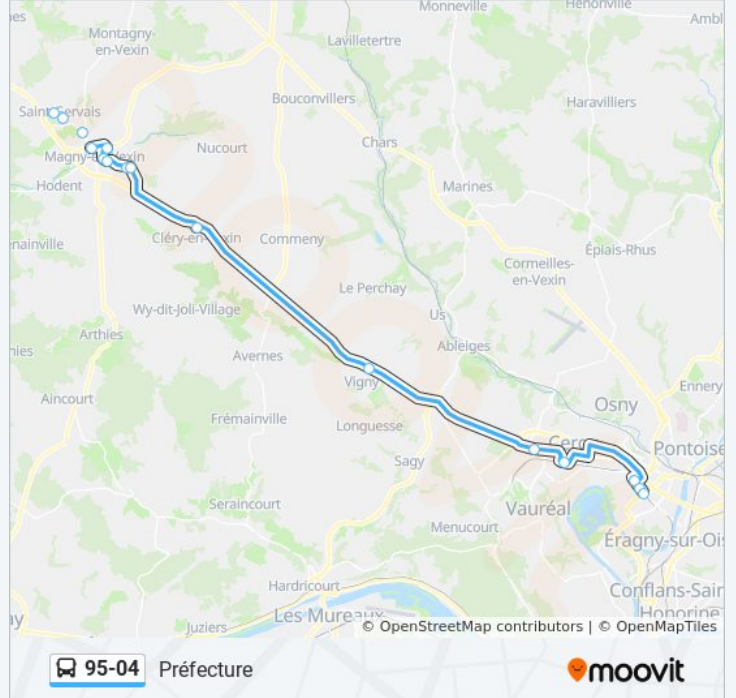 Monneville
Henonville
Ambl
Montagny-
en-Vexin
Lavilletertre
Bouconvillers
Haravilliers
Saint-Gervais
Chars
Nucourt
Magny-en-Vexin
Hodent
Marines
enainville
Cléry-en-Vexin
Commeny
Épiais-Rhus
Cormeilles-
en-Vexin
Le Perchay
Wy-dit-Joli-Village
Us
Arthies
Ableiges
Avernes
Vigny
Ennery
Aincourt
Osny
Frémainville
Longuesse
Cerg
Pontoise
Sagy
Seraincourt
Vauréal
Menucourt
Éragny-sur-Ois
Hardricourt
Conflans-Sain
Honorine
Les Mureaux
Juziers
© OpenStreetMap contributors | © OpenMapTiles
95-04 Préfecture
moovit